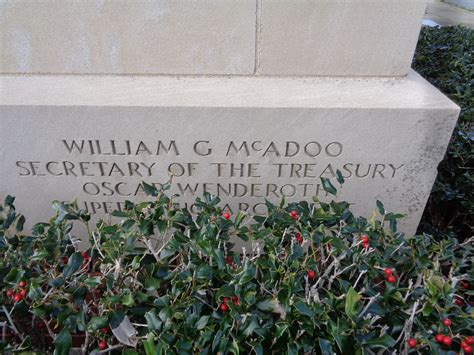 WILLIAM G McADOO
SECRETARY OF THE TREASURY
OSCAR WENDEROTH